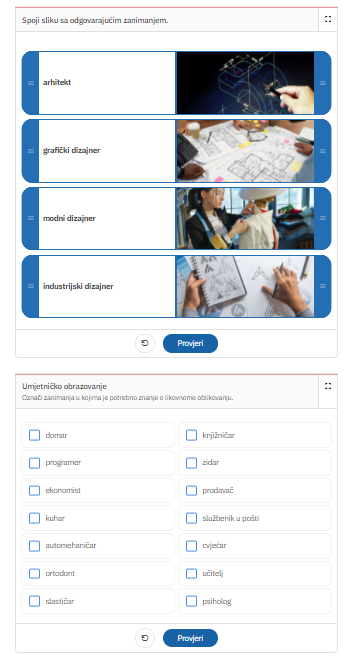 Spoji sliku sa odgovarajućim zanimanjem.
arhitekt
grafički dizajner
modni dizajner
industrijski dizajner
Provjeri
Umjetničko obrazovanje
Označi zanimanja u kojima je potrebno znanje o likovnome oblikovanju.
domar
knjižničar
programer
zidar
ekonomist
prodavač
kuhar
službenik u pošti
automehaničar
cvjećar
ortodont
učitelj
slastičar
psiholog
Provjeri